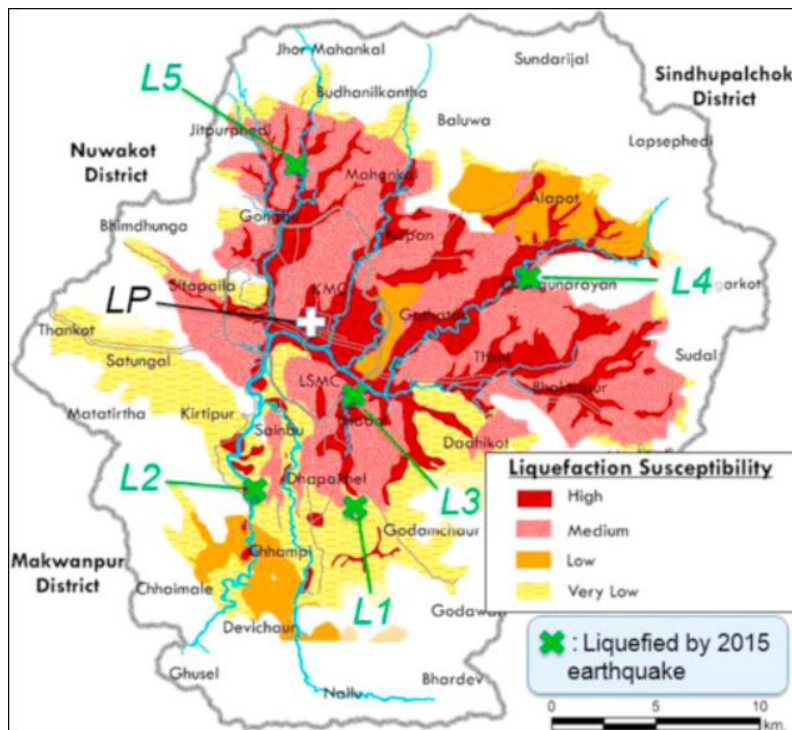 Jhor Mahankal
Sundarijal
Sindhupalchok
District
L5
Budhanilkantha
Baluwa
Jitpurphedi
Lapsephedi
Nuwakot
District
Mahankal
Alapot
Gongbu
Bhimdhunga
Kapan
Sitapaila
L4
garkot
LP
KMC
Gothatar
Thankot
Thimi
Satungal
Sudal
LSMC
Bhaktapur
Matatirtha
Kirtipur
Sainbu
Dadhikot
L2
Dhapakhel
L3
Liquefaction Susceptibility
High
Medium
Low
Very Low
Godamchaur
Makwanpur
District
Chhampi
Chhaimale
L1
Devichaur
: Liquefied by 2015
earthquake
Ghusel
Nallu
Bhardev
0 5 10
km.